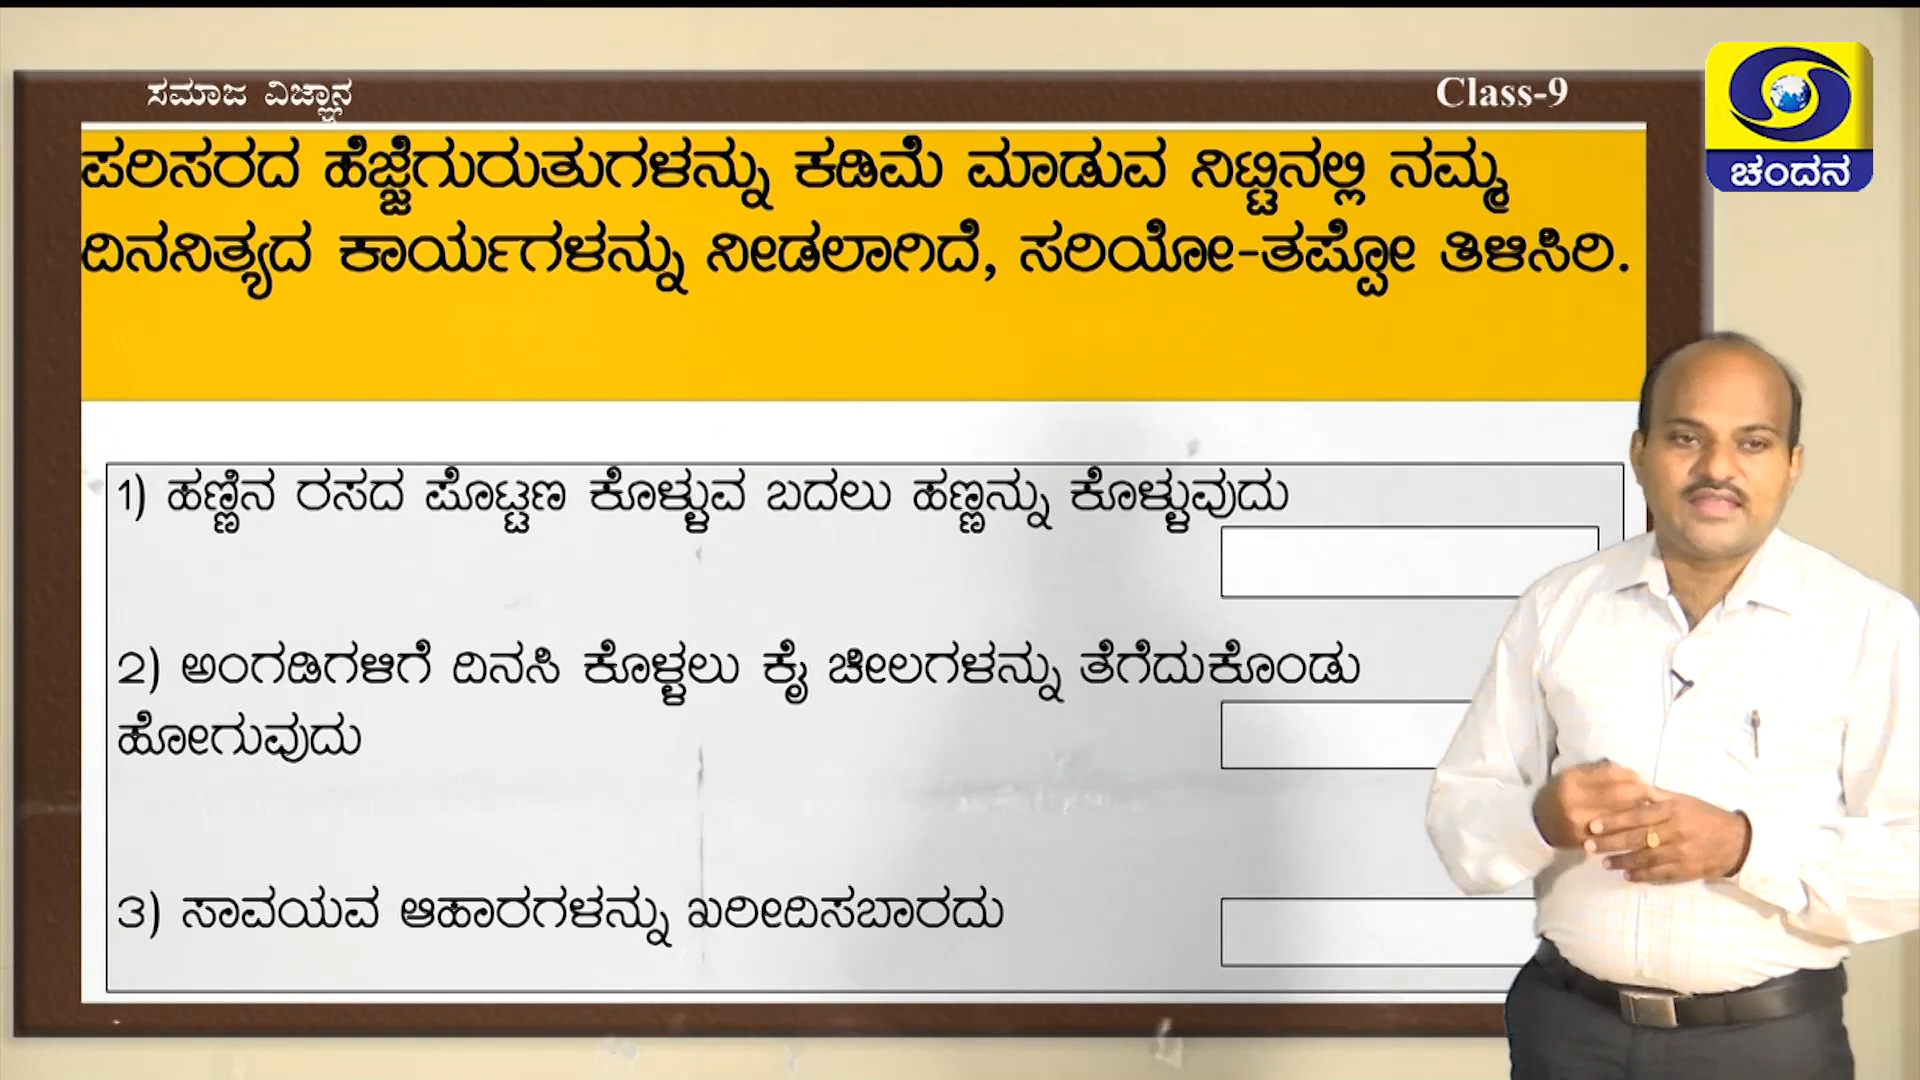 ಸಮಾಜ ವಿಜ್ಞಾನ
Class-9
ಚಂದನ
ಪರಿಸರದ ಹೆಜ್ಜೆಗುರುತುಗಳನ್ನು ಕಡಿಮೆ ಮಾಡುವ ನಿಟ್ಟಿನಲ್ಲಿ ನಮ್ಮ
ದಿನನಿತ್ಯದ ಕಾರ್ಯಗಳನ್ನು ನೀಡಲಾಗಿದೆ, ಸರಿಯೋ-ತಪ್ಪೋ ತಿಳಿಸಿರಿ.
1) ಹಣ್ಣಿನ ರಸದ ಪೊಟ್ಟಣ ಕೊಳ್ಳುವ ಬದಲು ಹಣ್ಣನ್ನು ಕೊಳ್ಳುವುದು
2) ಅಂಗಡಿಗಳಿಗೆ ದಿನಸಿ ಕೊಳ್ಳಲು ಕೈ ಚೀಲಗಳನ್ನು ತೆಗೆದುಕೊಂಡು
ಹೋಗುವುದು
3) ಸಾವಯವ ಆಹಾರಗಳನ್ನು ಖರೀದಿಸಬಾರದು